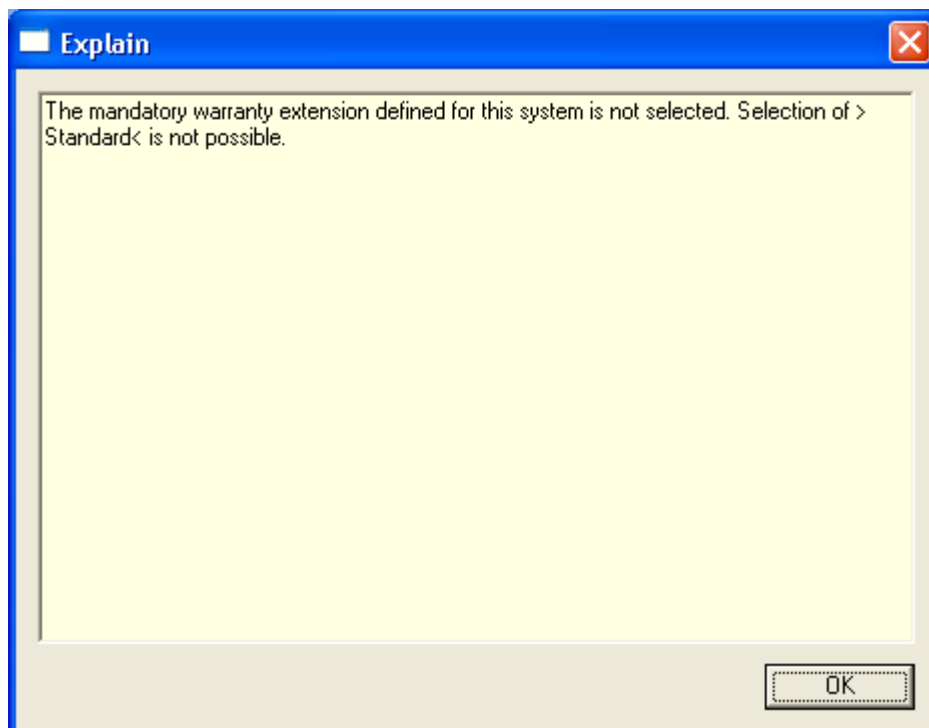 Explain
The mandatory warranty extension defined for this system is not selected. Selection of >
Standard< is not possible.
OK